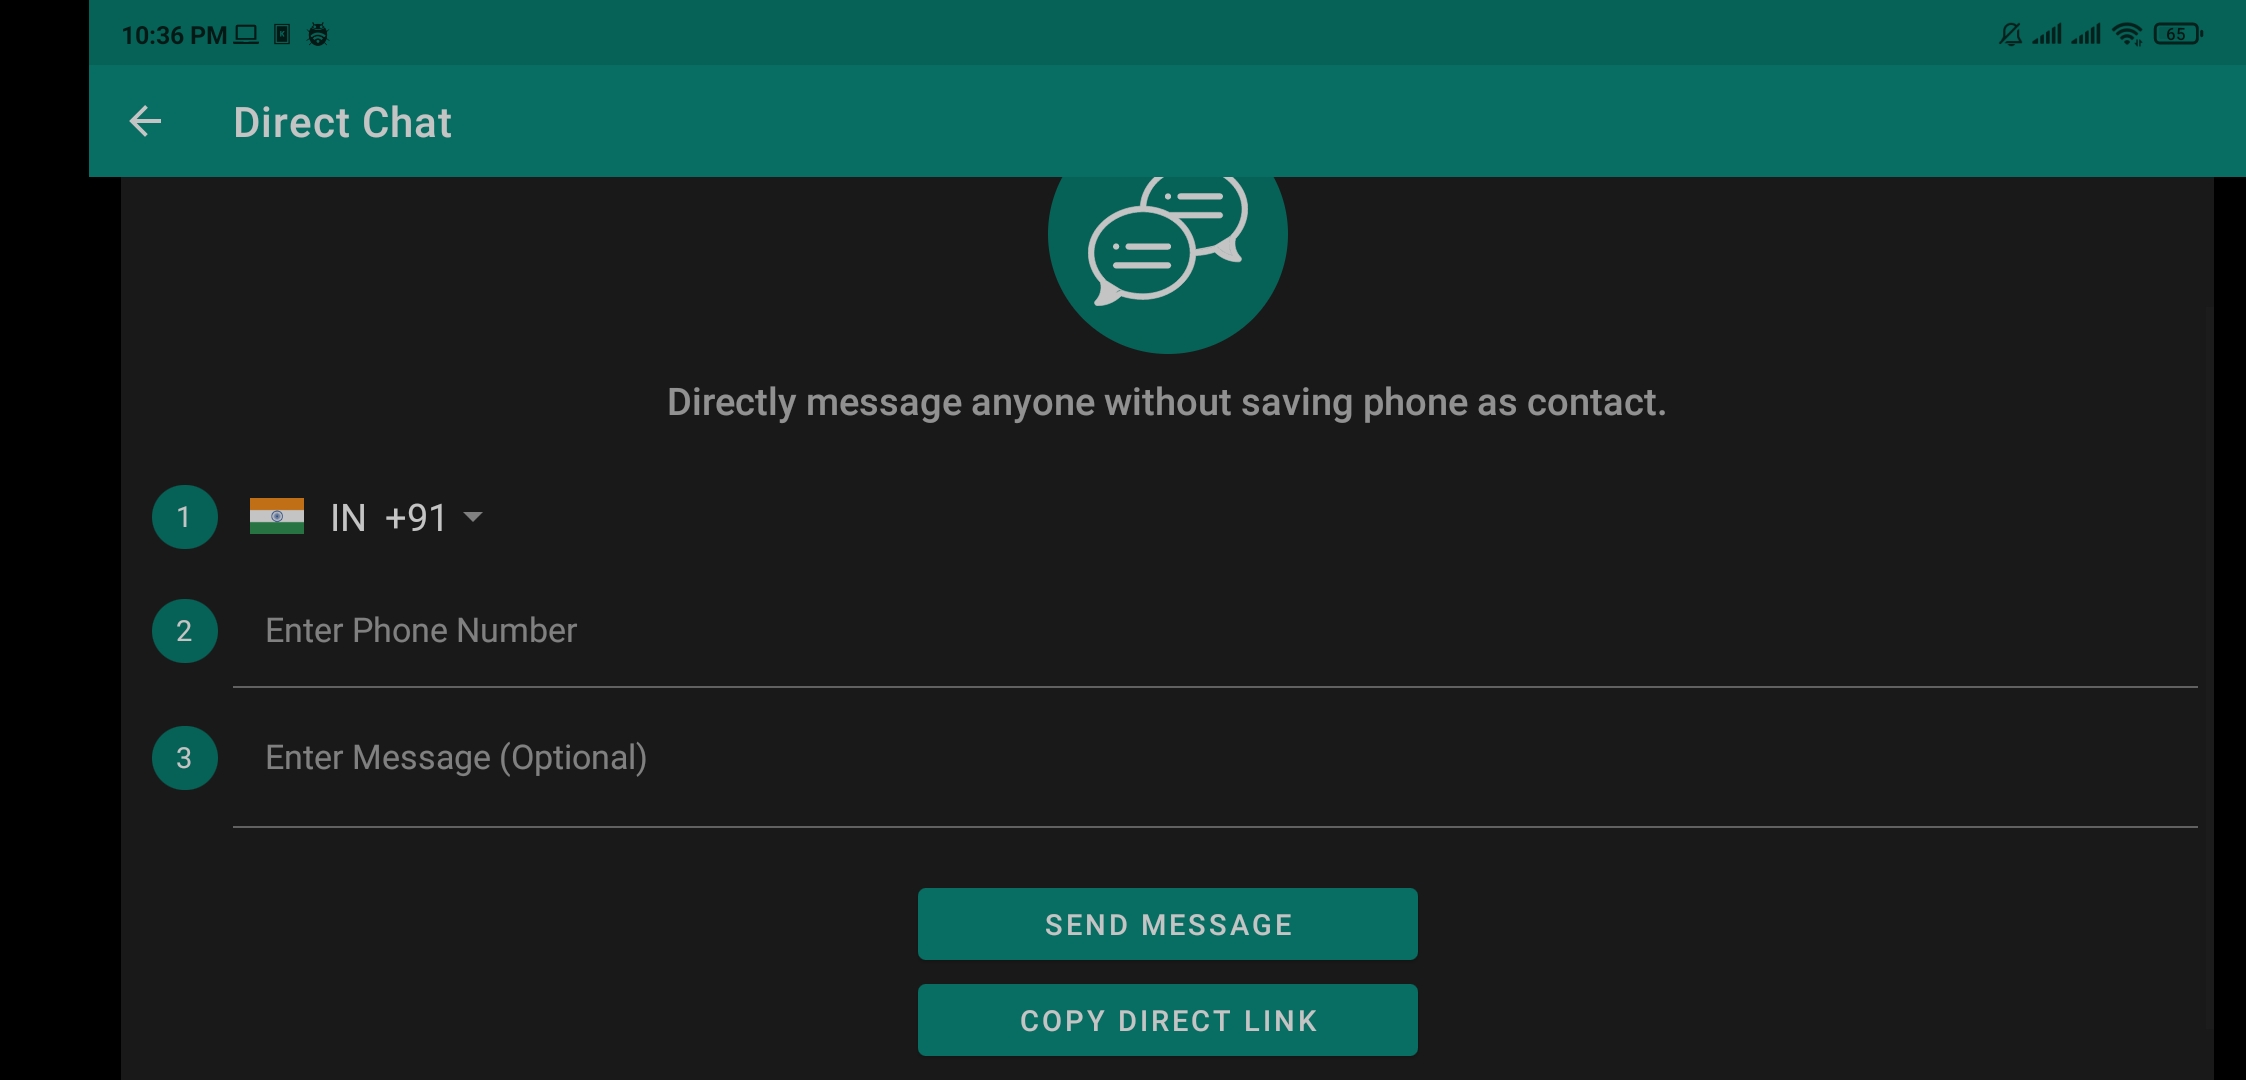 10:36 PM
65
Direct Chat
Directly message anyone without saving phone as contact.
1 IN +91
2 Enter Phone Number
3 Enter Message (Optional)
SEND MESSAGE
COPY DIRECT LINK